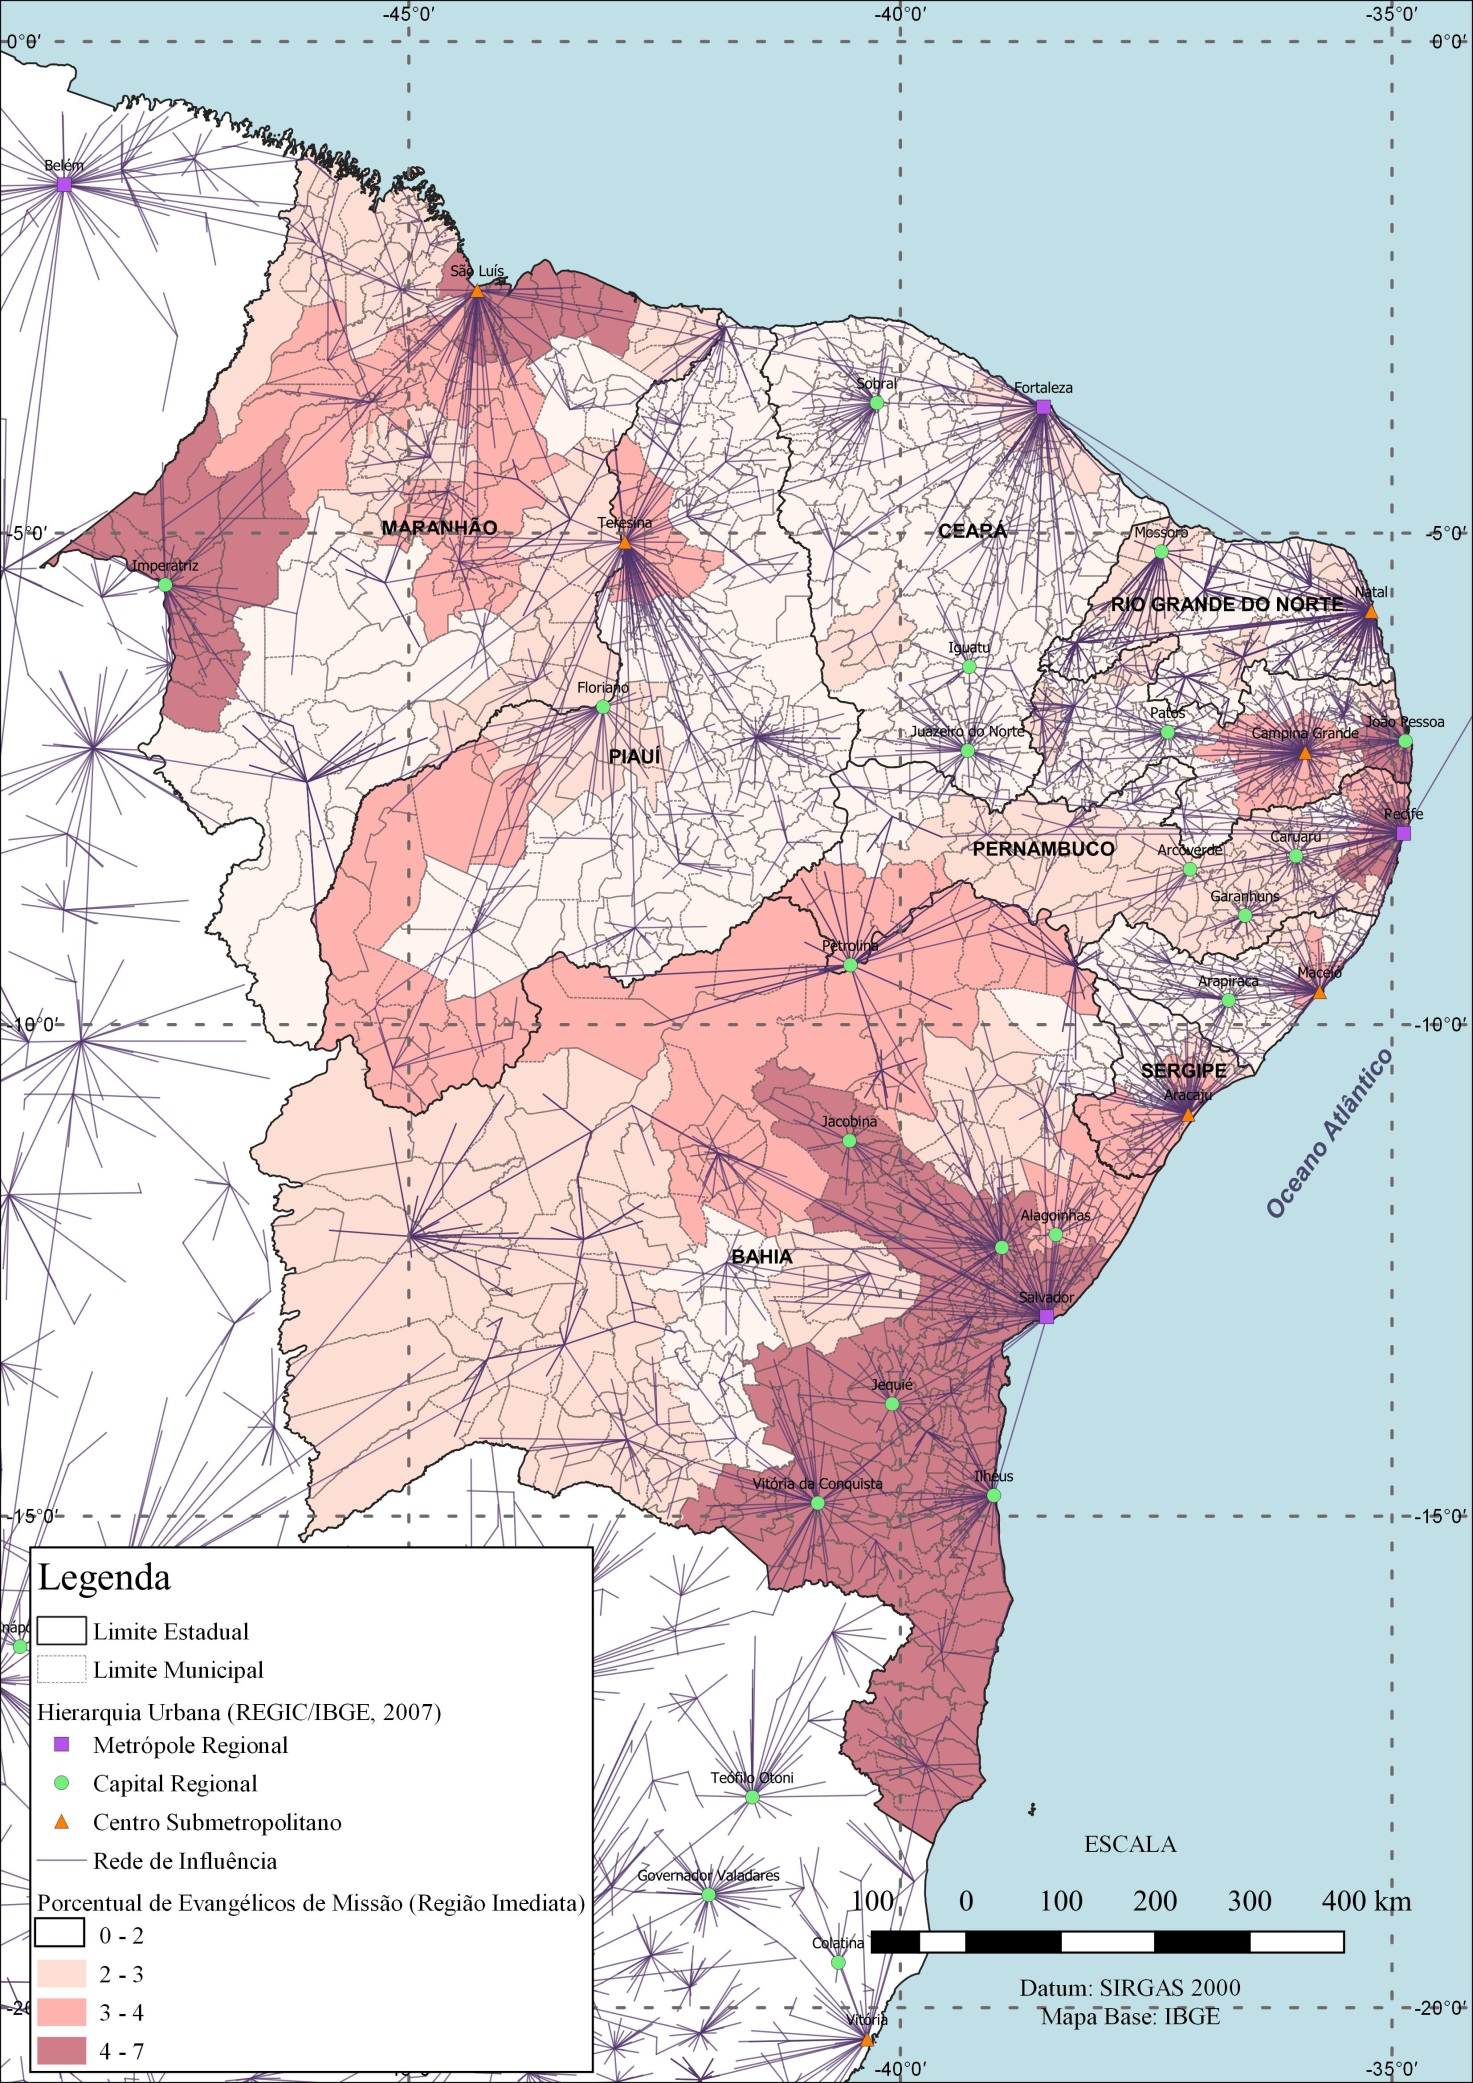 -45°0′
-40°0′
-35°0′
0°0′
0°0′
Belém
São Luís
Sobral
Fortaleza
MARANHÃO
Teresina
CEARÁ
-5°0′
Mossoró
-5°0′
Imperatriz
RIO GRANDE DO NORTE
Natal
Iguatu
Floriano
Patos
João Pessoa
Juazeiro do Norte
Campina Grande
PIAUÍ
Recife
Caruaru
PERNAMBUCO
Arcoverde
Garanhuns
Petrolina
Maceió
Arapiraca
-10°0′
-10°0′
SERGIPE
Aracaju
Oceano Atlântico
Jacobina
Alagoinhas
BAHIA
Salvador
Jequié
Vitória da Conquista
Ilhéus
-15°0′
-15°0′
Legenda
Limite Estadual
Limite Municipal
Hierarquia Urbana (REGIC/IBGE, 2007)
Metrópole Regional
Capital Regional
Centro Submetropolitano
Rede de Influência
Porcentual de Evangélicos de Missão (Região Imediata)
0 - 2
2 - 3
3 - 4
4 - 7
Teófilo Otoni
Governador Valadares
Colatina
Vitória
ESCALA
100 0 100 200 300 400 km
Datum: SIRGAS 2000
Mapa Base: IBGE
-20°0′
-40°0′
-35°0′